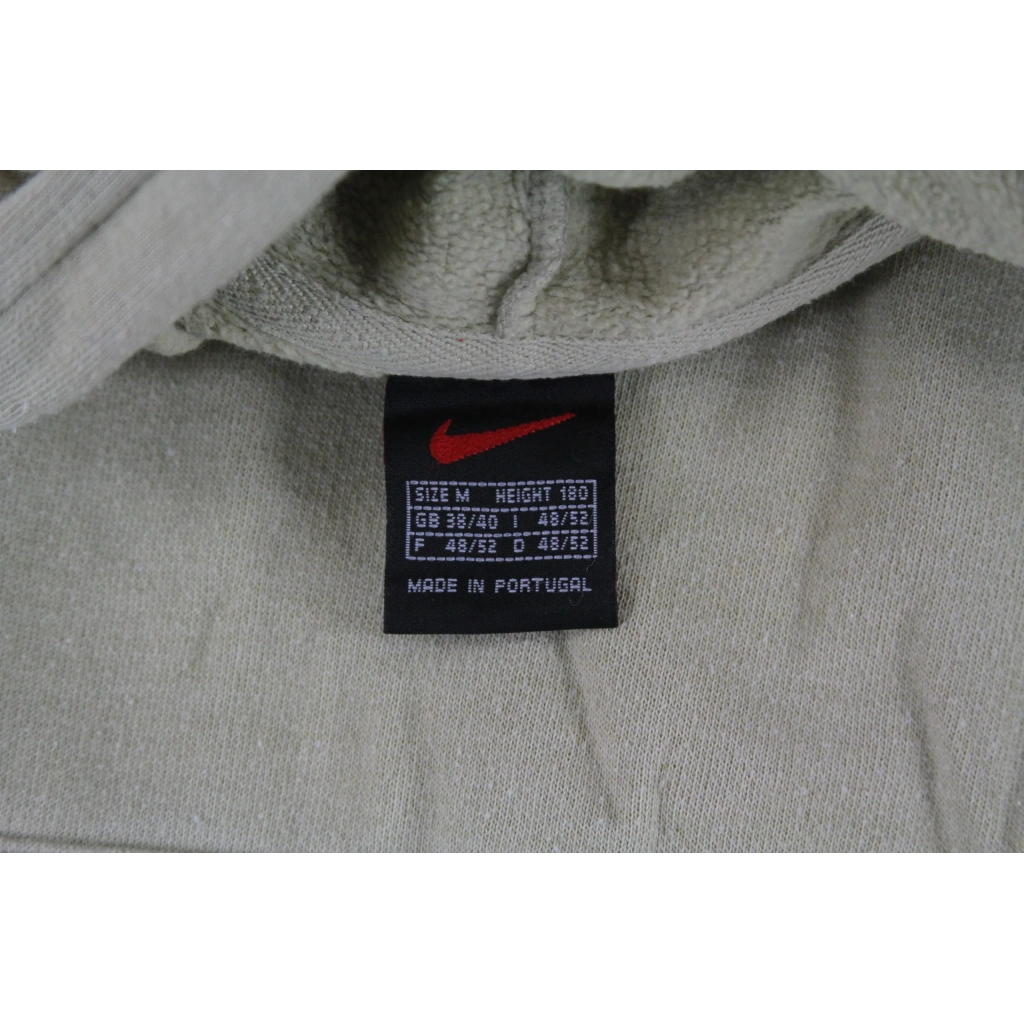 SIZE M HEIGHT 180
GB 38/40 I 48/52
F 48/52 D 48/52
MADE IN PORTUGAL